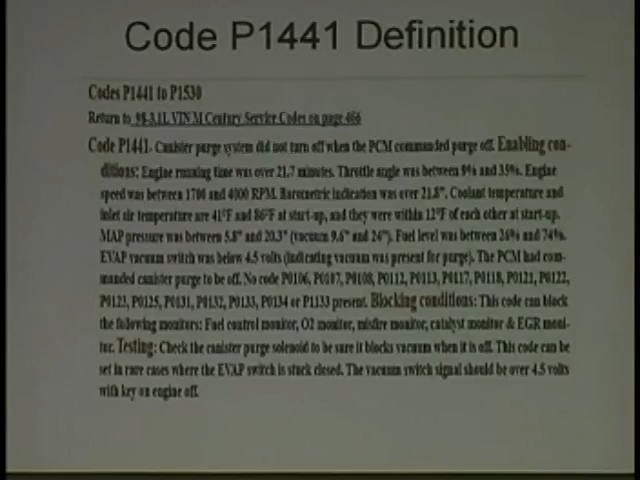 Code P1441 Definition
Codes P1441 to P1530
Return to 98-3.1L VIN M Century Service Codes on page 466
Code P1441. Canister purge system did not turn off when the PCM commanded purge off. Enabling con-
ditions: Engine running time was over 21.7 minutes. Throttle angle was between 9% and 35%. Engine
speed was between 1700 and 4000 RPM. Barometric indication was over 21.8". Coolant temperature and
inlet air temperature are 41°F and 86°F at start-up, and they were within 12°F of each other at start-up.
MAP pressure was between 5.8" and 20.3" (vacuum 9.6" and 24"). Fuel level was between 26% and 74%.
EVAP vacuum switch was below 4.5 volts (indicating vacuum was present for purge). The PCM had com-
manded canister purge to be off. No code P0106, P0107, P0108, P0112, P0113, P0117, P0118, P0121, P0122,
P0123, P0125, P0131, P0132, P0133, P0134 or P1133 present. Blocking conditions: This code can block
the following monitors: Fuel control monitor, O2 monitor, misfire monitor, catalyst monitor & EGR moni-
tor. Testing: Check the canister purge solenoid to be sure it blocks vacuum when it is off. This code can be
set in rare cases where the EVAP switch is stuck closed. The vacuum switch signal should be over 4.5 volts
with key on engine off.